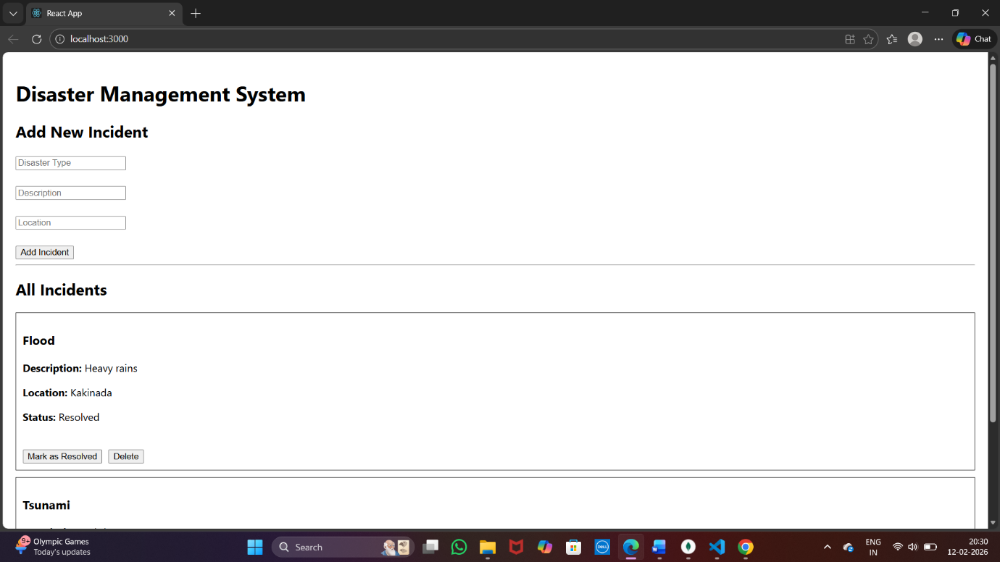 React App
localhost:3000
Chat
Disaster Management System
Add New Incident
Disaster Type
Description
Location
Add Incident
All Incidents
Flood
Description: Heavy rains
Location: Kakinada
Status: Resolved
Mark as Resolved Delete
Tsunami
9+ Olympic Games
Today's updates
Search
DELL
W
ENG
IN
20:30
12-02-2026